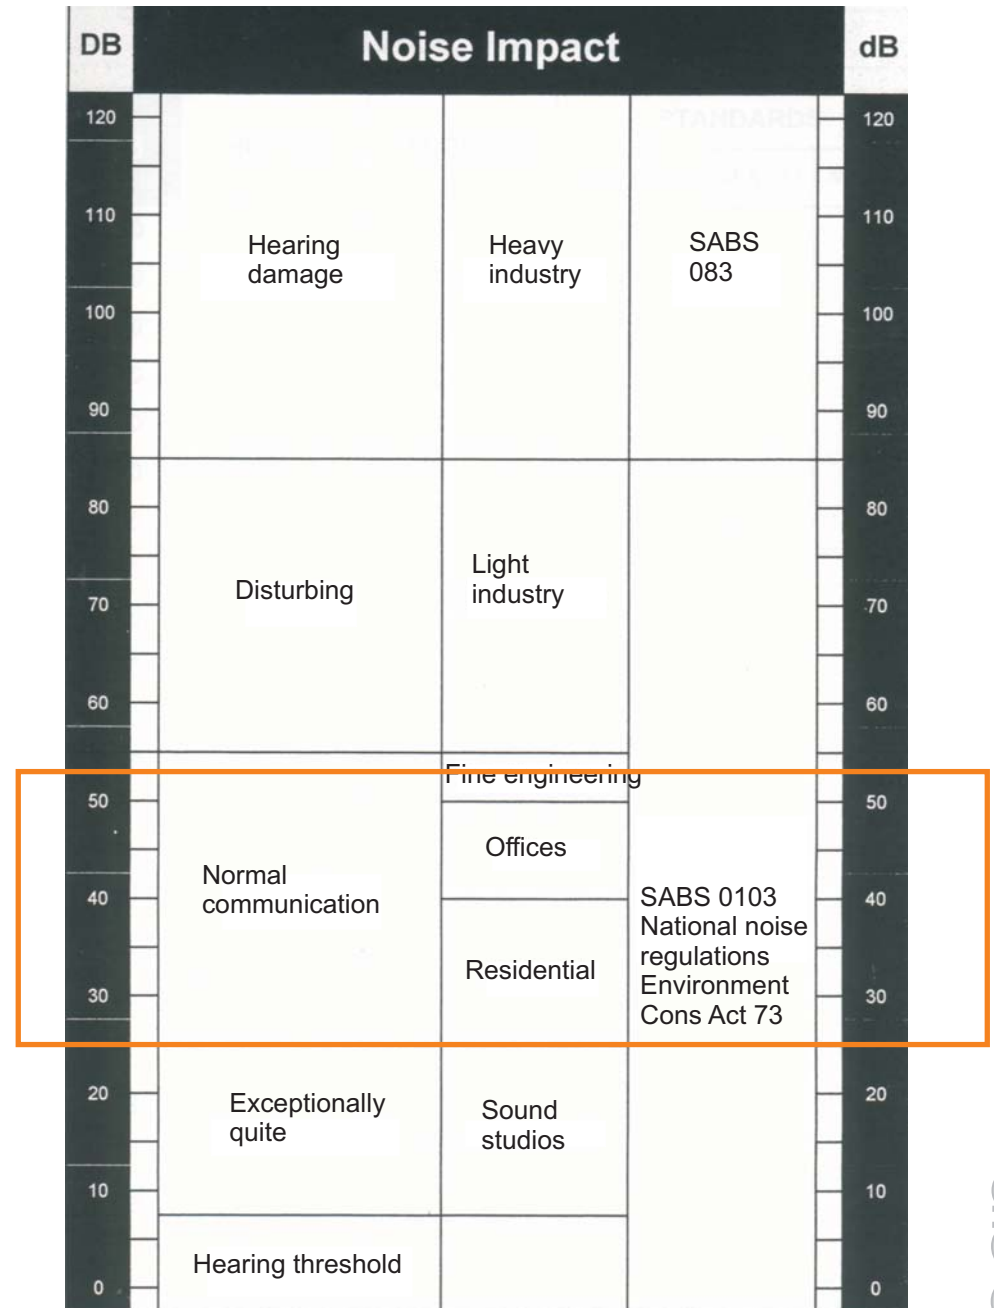 DB
Noise Impact
dB
120
120
110
110
Hearing
damage
Heavy
industry
SABS
083
100
100
90
90
80
80
Disturbing
Light
industry
70
70
60
60
Fine engineering
50
50
Offices
Normal
communication
40
40
SABS 0103
National noise
regulations
Environment
Cons Act 73
Residential
30
30
20
20
Exceptionally
quite
Sound
studios
10
10
Hearing threshold
0
0